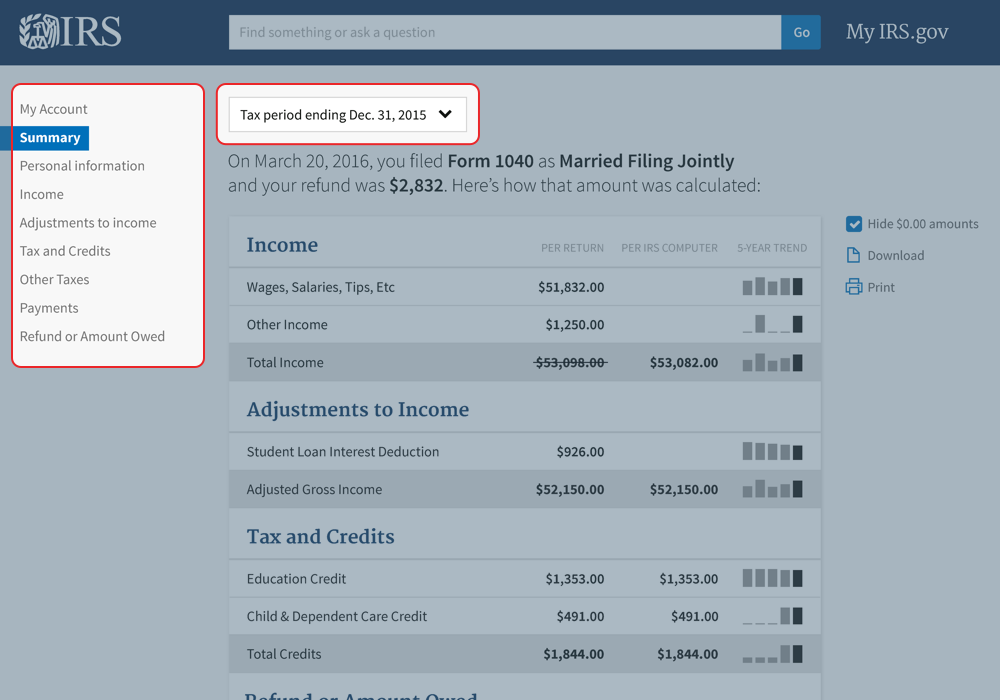 IRS
Find something or ask a question
Go
My IRS.gov
My Account
Summary
Personal information
Income
Adjustments to income
Tax and Credits
Other Taxes
Payments
Refund or Amount Owed
Tax period ending Dec. 31, 2015
On March 20, 2016, you filed Form 1040 as Married Filing Jointly
and your refund was $2,832. Here’s how that amount was calculated:
Income PER RETURN PER IRS COMPUTER 5-YEAR TREND
Wages, Salaries, Tips, Etc $51,832.00
Other Income $1,250.00
Total Income $53,098.00 $53,082.00
Adjustments to Income
Student Loan Interest Deduction $926.00
Adjusted Gross Income $52,150.00 $52,150.00
Tax and Credits
Education Credit $1,353.00 $1,353.00
Child & Dependent Care Credit $491.00 $491.00
Total Credits $1,844.00 $1,844.00
Refund or Amount Owed
Hide $0.00 amounts
Download
Print